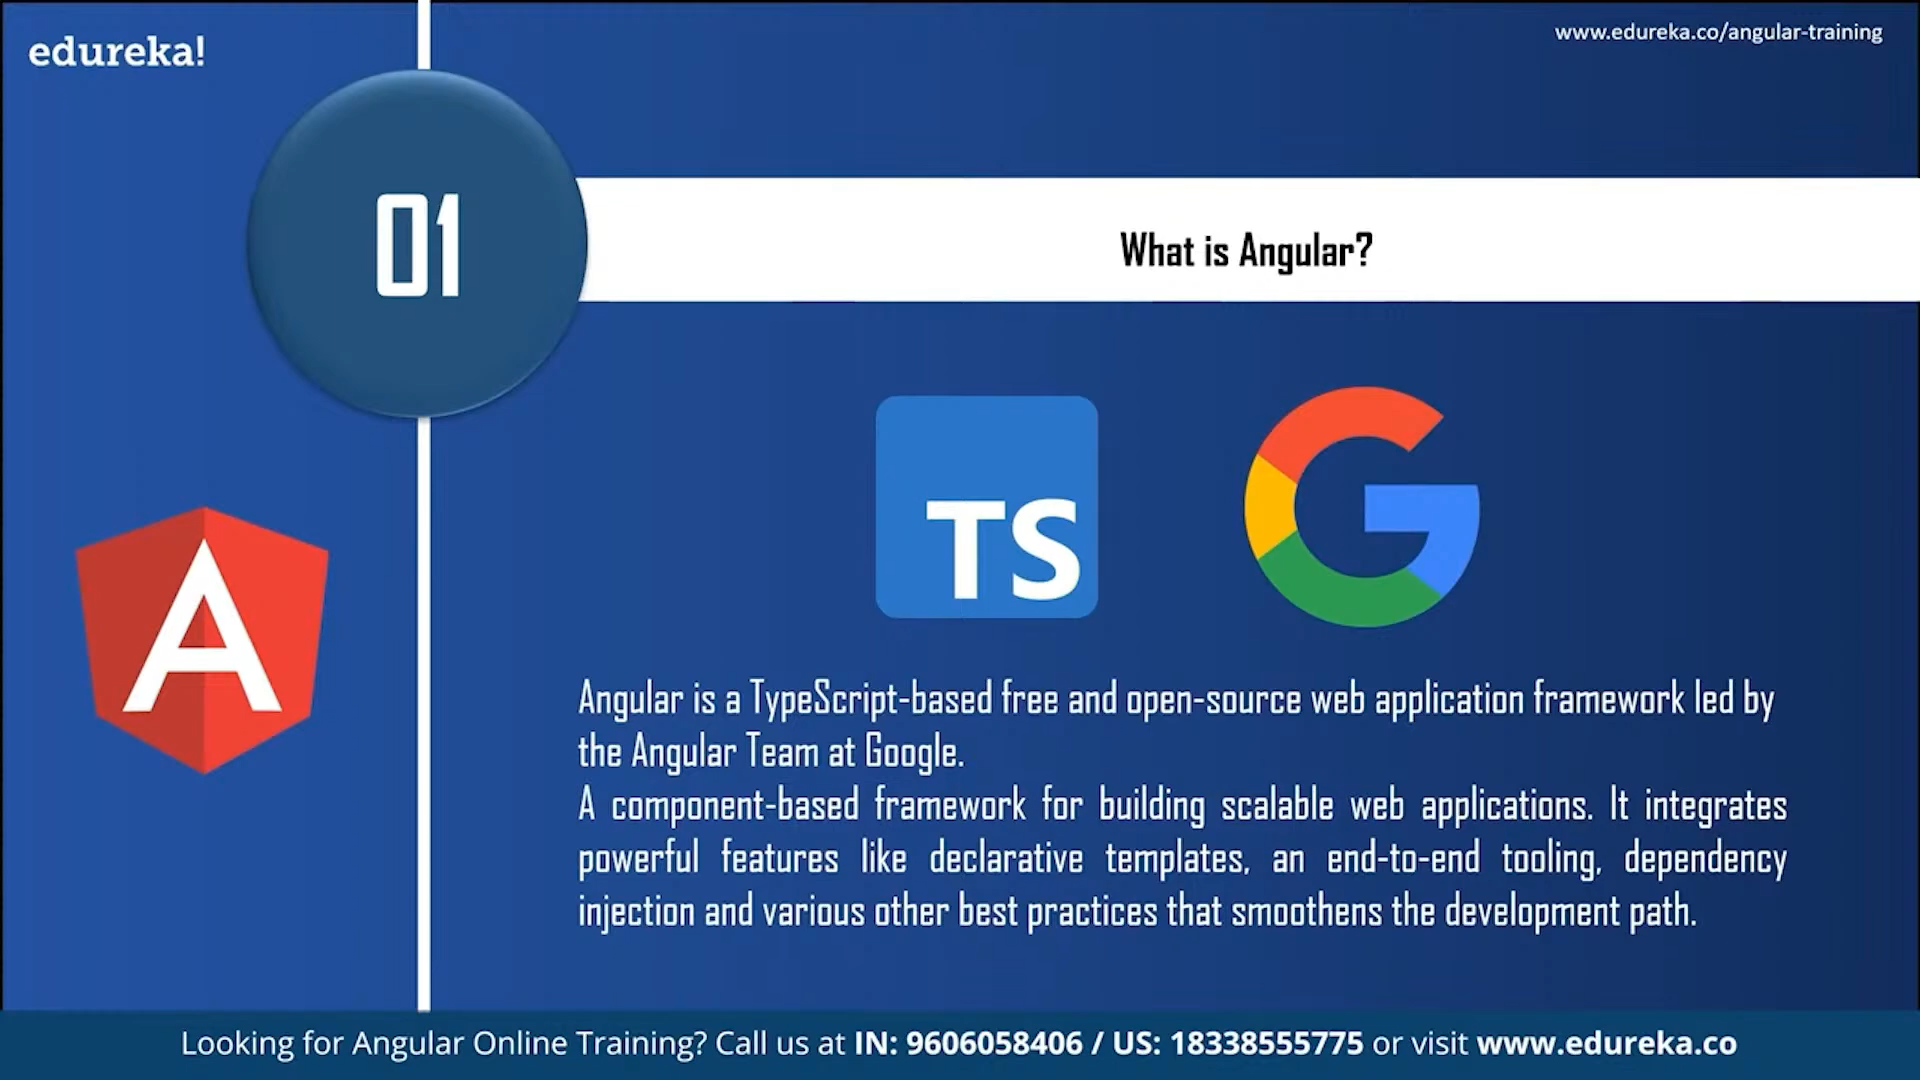 edureka!
www.edureka.co/angular-training
01
What is Angular?
A
TS
G
Angular is a TypeScript-based free and open-source web application framework led by
the Angular Team at Google.
A component-based framework for building scalable web applications. It integrates
powerful features like declarative templates, an end-to-end tooling, dependency
injection and various other best practices that smoothens the development path.
Looking for Angular Online Training? Call us at IN: 9606058406 / US: 18338555775 or visit www.edureka.co